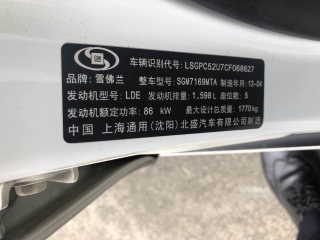 车辆识别代号: LSGPC52U7CF068627
品牌: 雪佛兰 整车型号: SGM7169MTA 制造年月: 12-04
发动机型号: LDE 发动机排量: 1.598L 座位数: 5
发动机额定功率: 86 kW 最大设计总质量: 1770kg
中国 上海通用(沈阳)北盛汽车有限公司制造